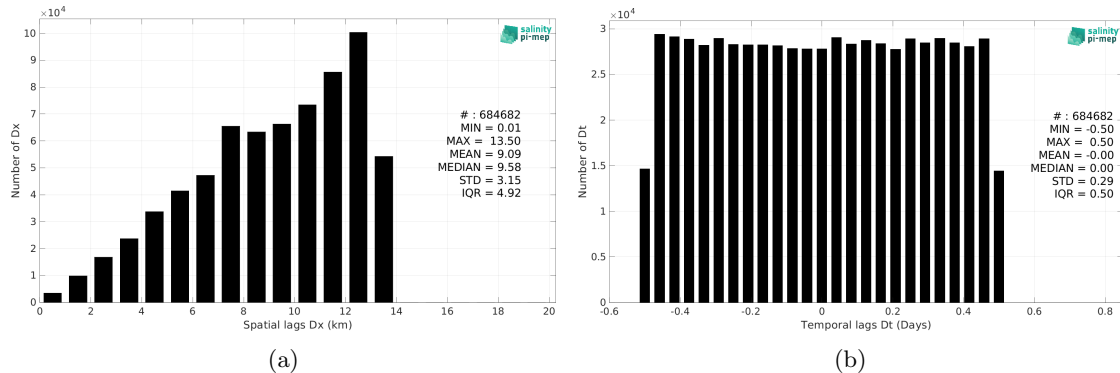 ×10⁴
10
9
8
7
6
5
4
3
2
1
0
Number of Dx
0 2 4 6 8 10 12 14 16 18 20
Spatial lags Dx (km)
salinity
pi-mep
# : 684682
MIN = 0.01
MAX = 13.50
MEAN = 9.09
MEDIAN = 9.58
STD = 3.15
IQR = 4.92
(a)
×10⁴
3
2.5
2
1.5
1
0.5
0
Number of Dt
-0.6 -0.4 -0.2 0 0.2 0.4 0.6 0.8
Temporal lags Dt (Days)
salinity
pi-mep
# : 684682
MIN = -0.50
MAX = 0.50
MEAN = -0.00
MEDIAN = 0.00
STD = 0.29
IQR = 0.50
(b)